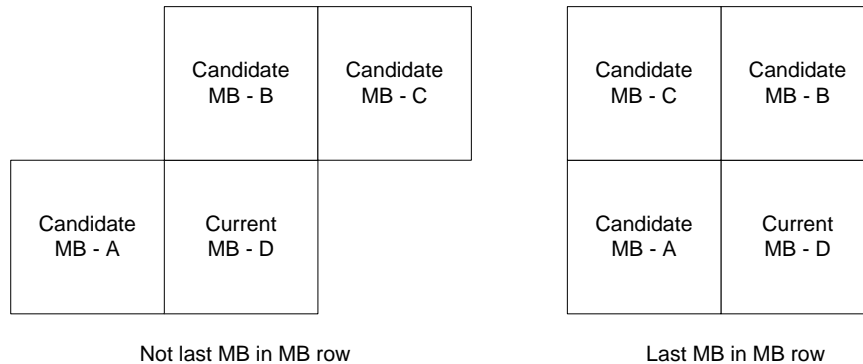 Candidate
MB - B
Candidate
MB - C
Candidate
MB - A
Current
MB - D
Not last MB in MB row
Candidate
MB - C
Candidate
MB - B
Candidate
MB - A
Current
MB - D
Last MB in MB row